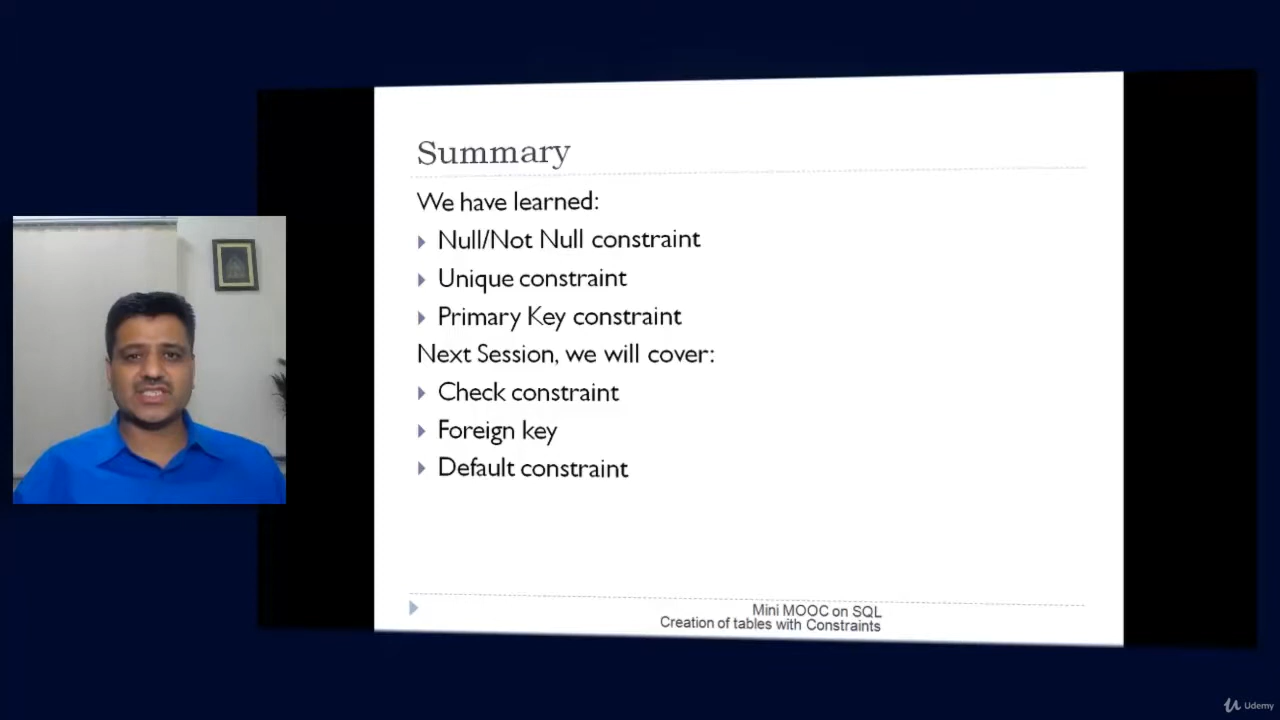 Summary
We have learned:
Null/Not Null constraint
Unique constraint
Primary Key constraint
Next Session, we will cover:
Check constraint
Foreign key
Default constraint
Mini MOOC on SQL
Creation of tables with Constraints
Udemy